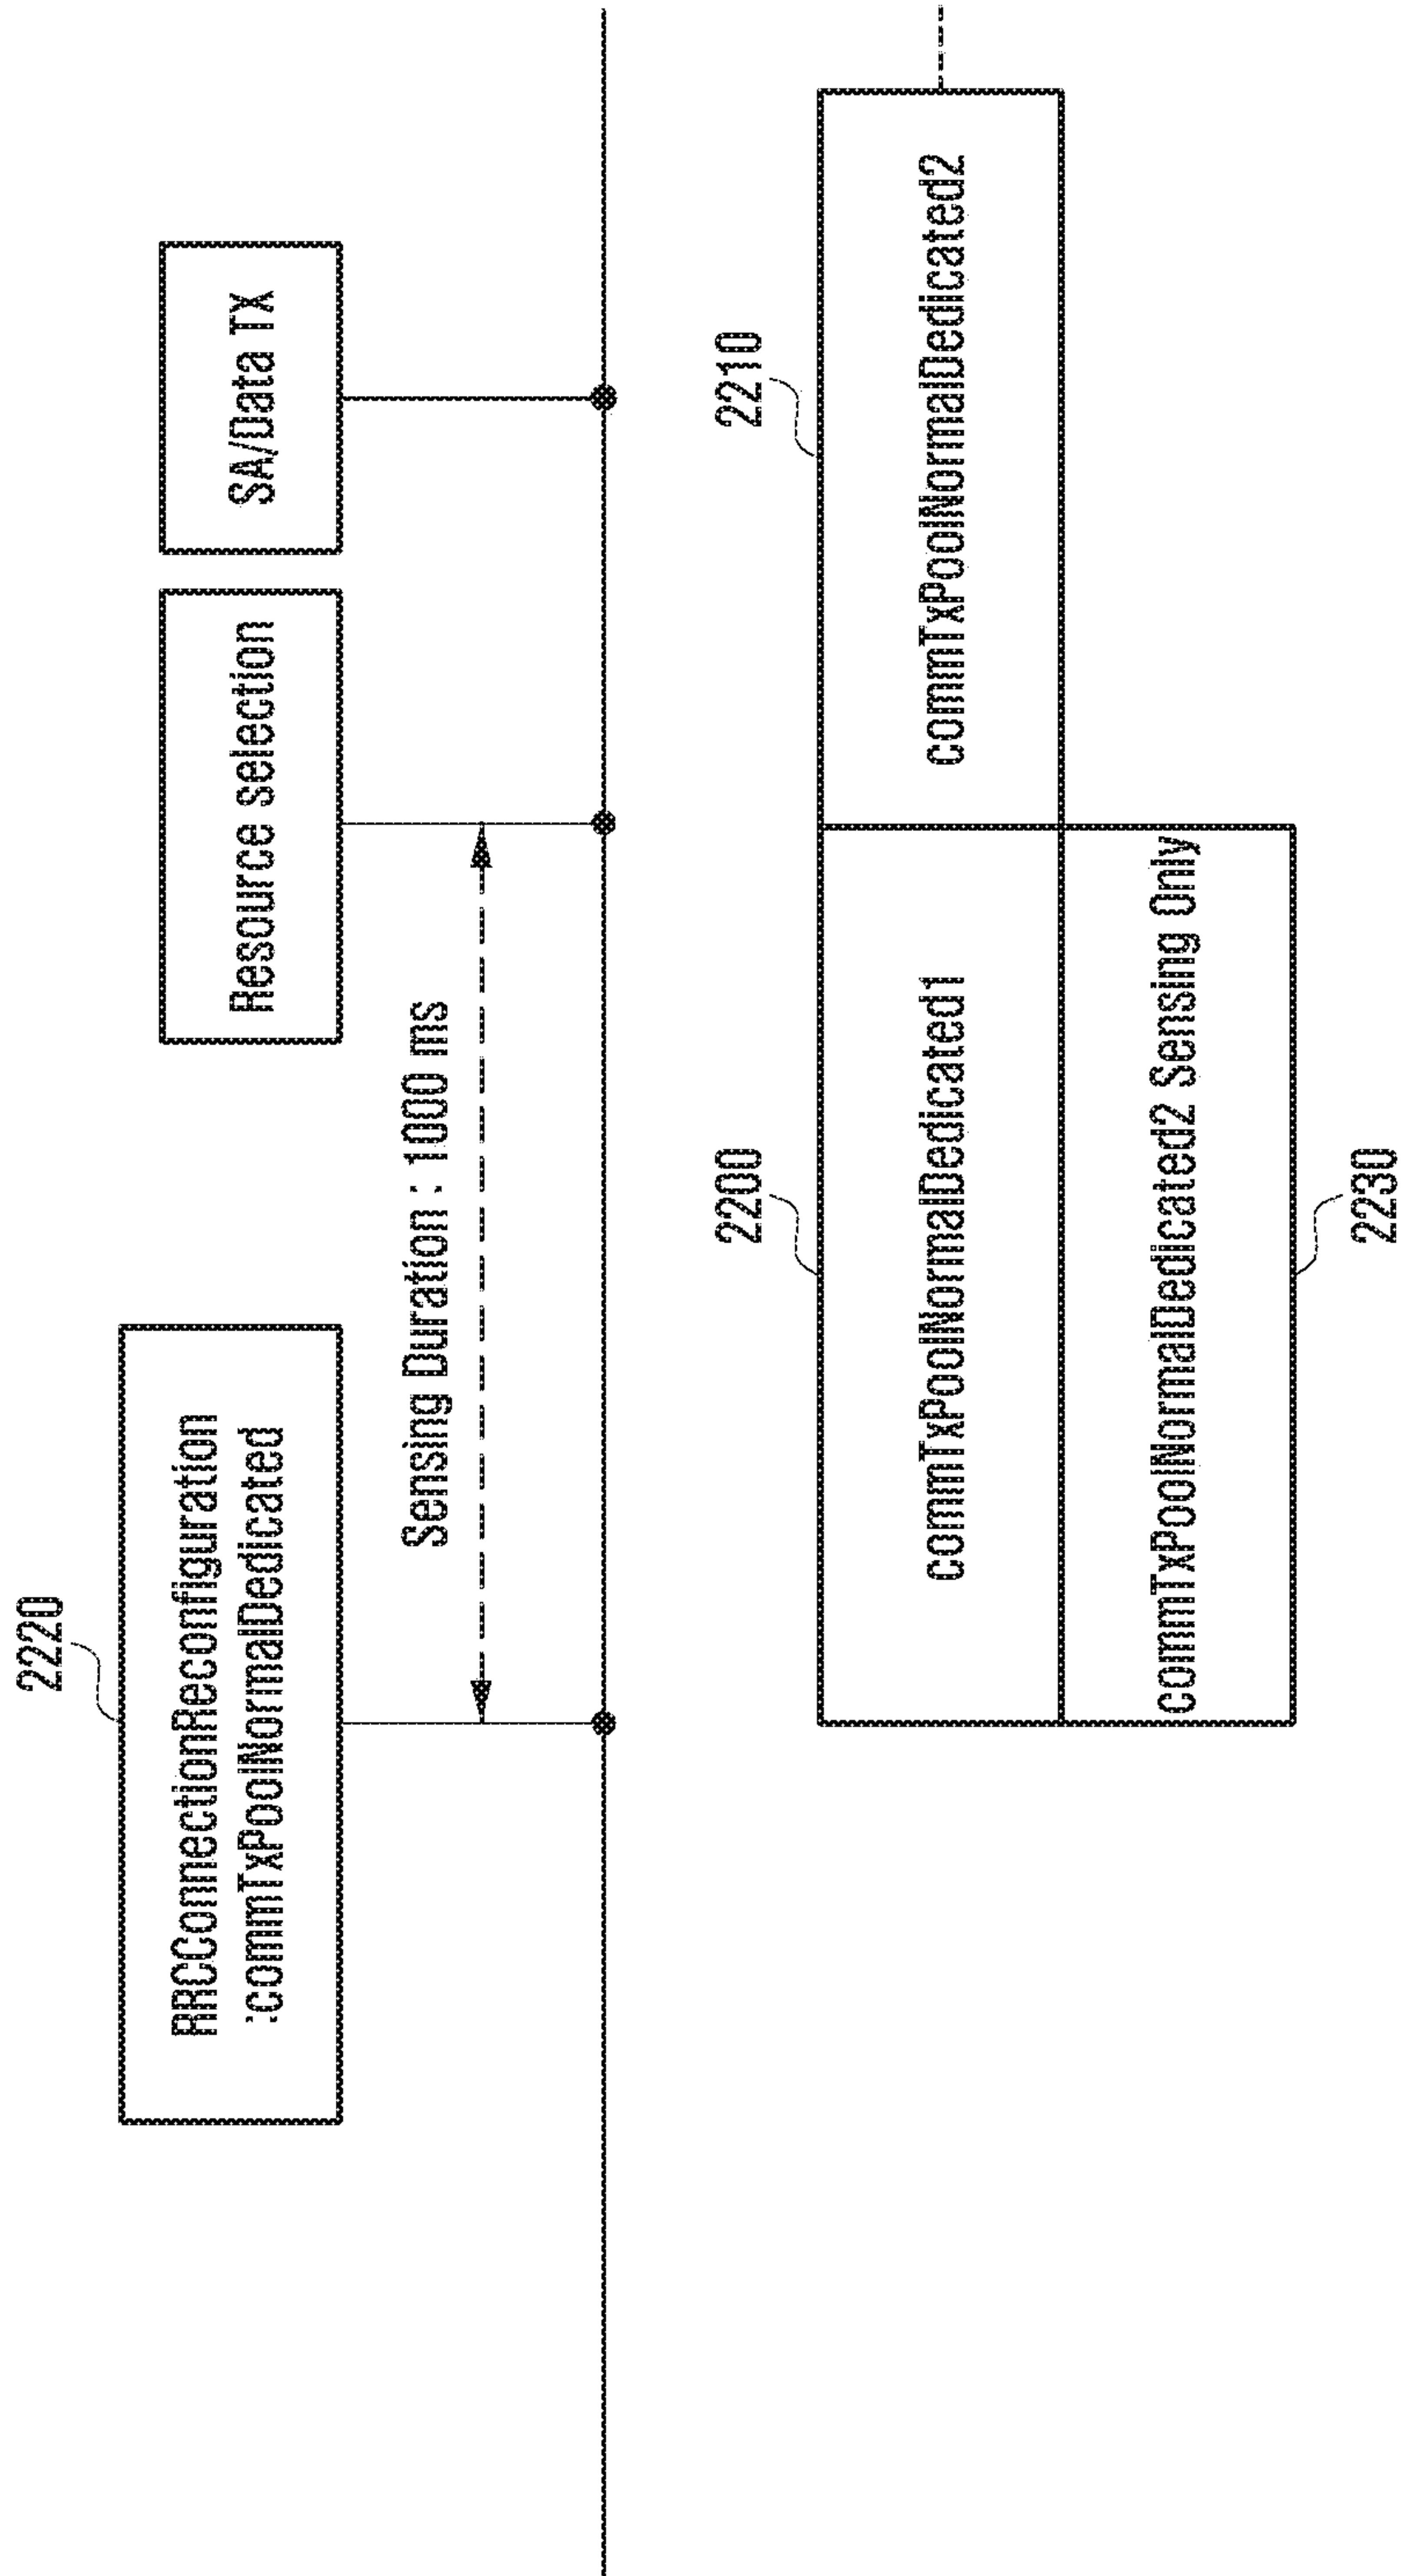 2220
RRCConnectionReconfiguration
:commTxPoolNormalDedicated
Resource selection
SA/Data TX
Sensing Duration : 1000 ms
2200
2210
commTxPoolNormalDedicated1
commTxPoolNormalDedicated2
commTxPoolNormalDedicated2 Sensing Only
2230